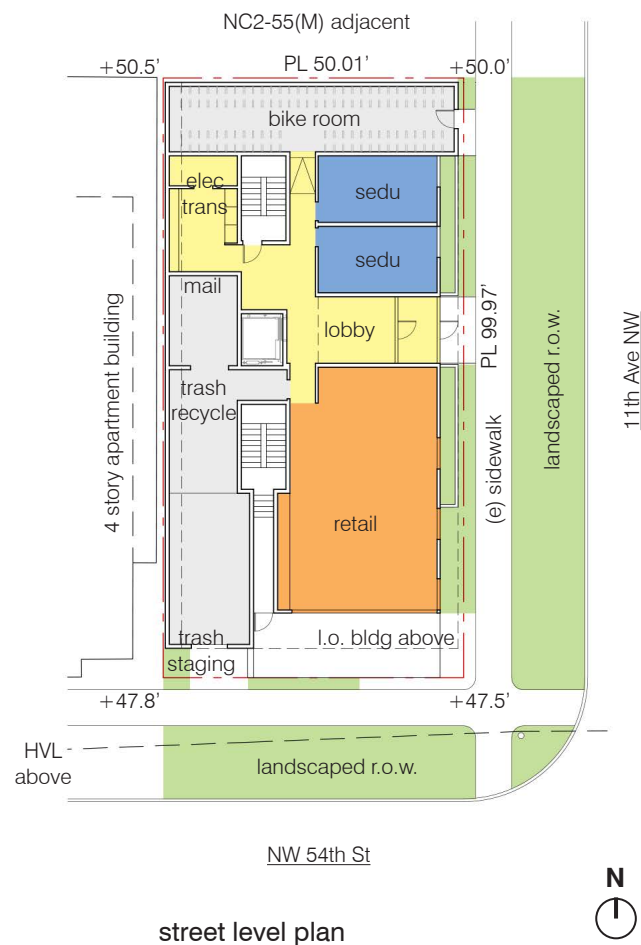 NC2-55(M) adjacent
+50.5’
PL 50.01’
+50.0’
bike room
elec
trans
sedu
sedu
mail
lobby
PL 99.97’
trash
recycle
4 story apartment building
(e) sidewalk
landscaped r.o.w.
11th Ave NW
retail
trash
staging
l.o. bldg above
+47.8’
+47.5’
HVL
above
landscaped r.o.w.
NW 54th St
N
street level plan